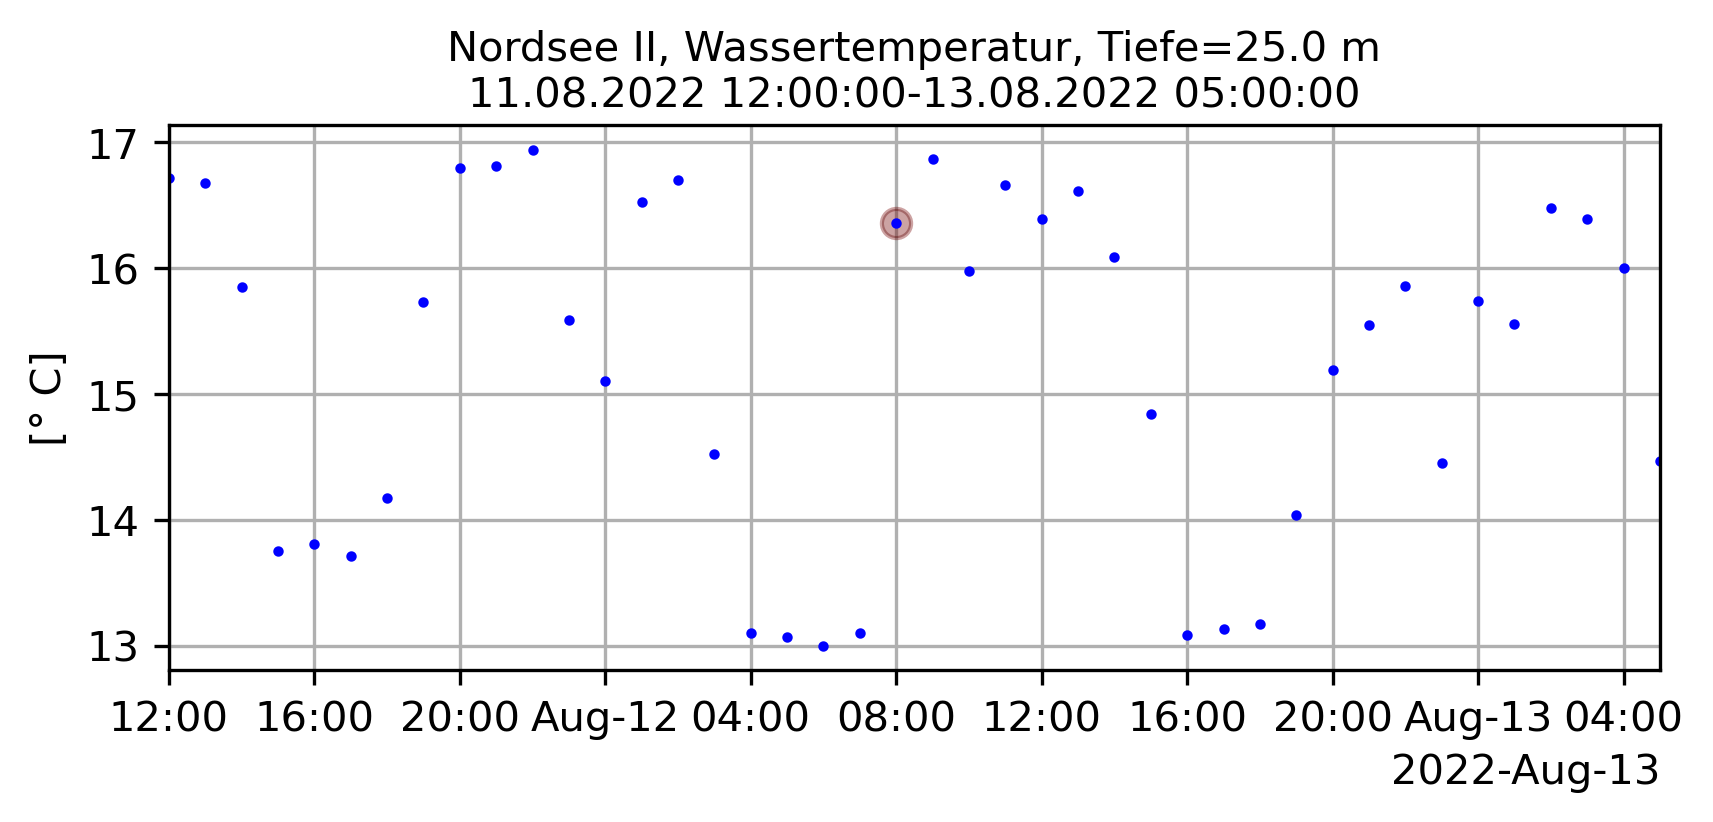 Nordsee II, Wassertemperatur, Tiefe=25.0 m
11.08.2022 12:00:00-13.08.2022 05:00:00
17
16
15
14
13
[° C]
12:00 16:00 20:00 Aug-12 04:00 08:00 12:00 16:00 20:00 Aug-13 04:00
2022-Aug-13